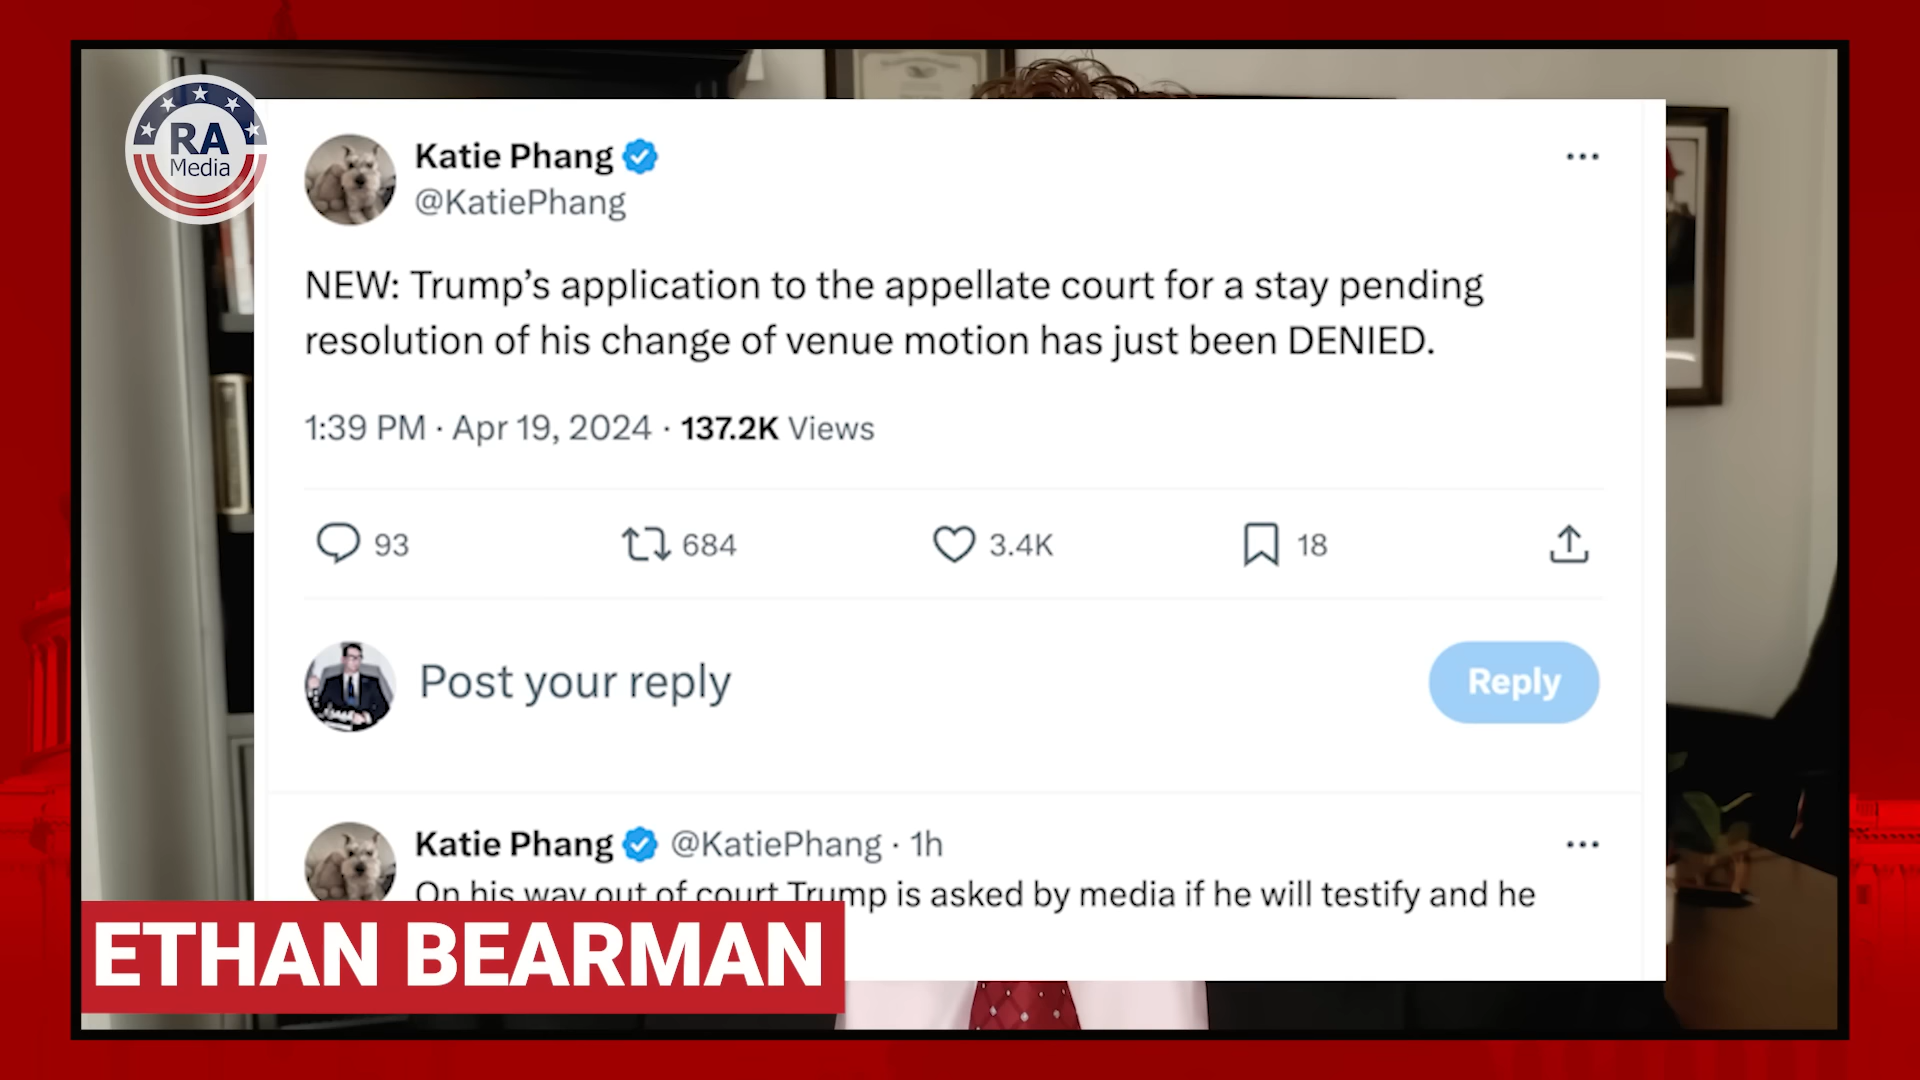 RA
Media
Katie Phang
@KatiePhang
NEW: Trump’s application to the appellate court for a stay pending
resolution of his change of venue motion has just been DENIED.
1:39 PM · Apr 19, 2024 · 137.2K Views
93 684 3.4K 18
Post your reply
Reply
Katie Phang @KatiePhang · 1h
On his way out of court Trump is asked by media if he will testify and he
ETHAN BEARMAN